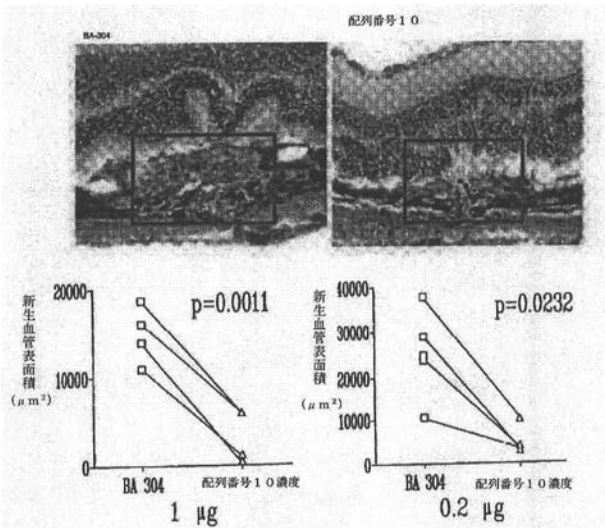 配列番号10
BA-304
20000
10000
0
新生血管表面積
(μm²)
p=0.0011
BA 304
配列番号10濃度
1 μg
40000
30000
20000
10000
0
新生血管表面積
(μm²)
p=0.0232
BA 304
配列番号10濃度
0.2 μg